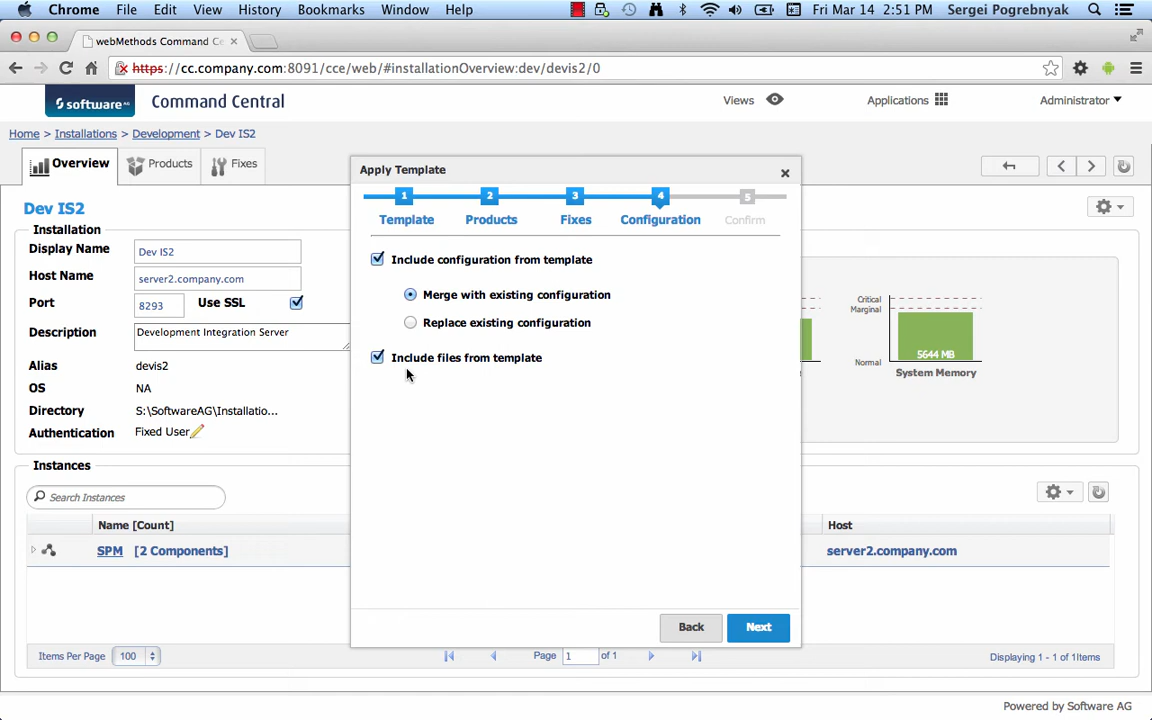 Chrome File Edit View History Bookmarks Window Help Fri Mar 14 2:51 PM Sergei Pogrebnyak
webMethods Command Ce
https://cc.company.com:8091/cce/web/#installationOverview:dev/devis2/0
software AG Command Central Views Applications Administrator
Home > Installations > Development > Dev IS2
Overview Products Fixes
Dev IS2
Installation
Display Name Dev IS2
Host Name server2.company.com
Port 8293 Use SSL
Description Development Integration Server
Alias devis2
OS NA
Directory S:\SoftwareAG\Installatio...
Authentication Fixed User
Apply Template
1 2 3 4 5
Template Products Fixes Configuration Confirm
Include configuration from template
Merge with existing configuration
Replace existing configuration
Include files from template
Back Next
Critical
Marginal
Normal
5644 MB
System Memory
Instances
Search Instances
Name [Count] Host
SPM [2 Components] server2.company.com
Items Per Page 100 Page 1 of 1 Displaying 1 - 1 of 1Items
Powered by Software AG